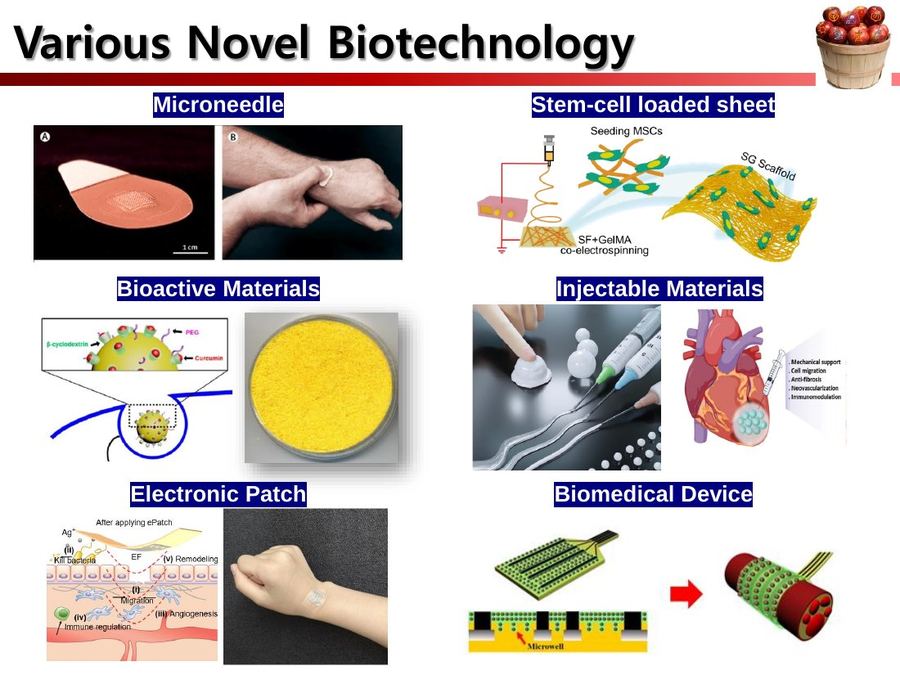 Various Novel Biotechnology
Microneedle
A
B
1 cm
Stem-cell loaded sheet
Seeding MSCs
SG Scaffold
SF+GelMA
co-electrospinning
Bioactive Materials
PEG
β-cyclodextrin
Curcumin
Injectable Materials
. Mechanical support
. Cell migration
. Anti-fibrosis
. Neovascularization
. Immunomodulation
Electronic Patch
After applying ePatch
Ag+
(ii)
Kill bacteria
EF
(v) Remodeling
(i)
Migration
(iii) Angiogenesis
(iv)
Immune regulation
Biomedical Device
Microwell